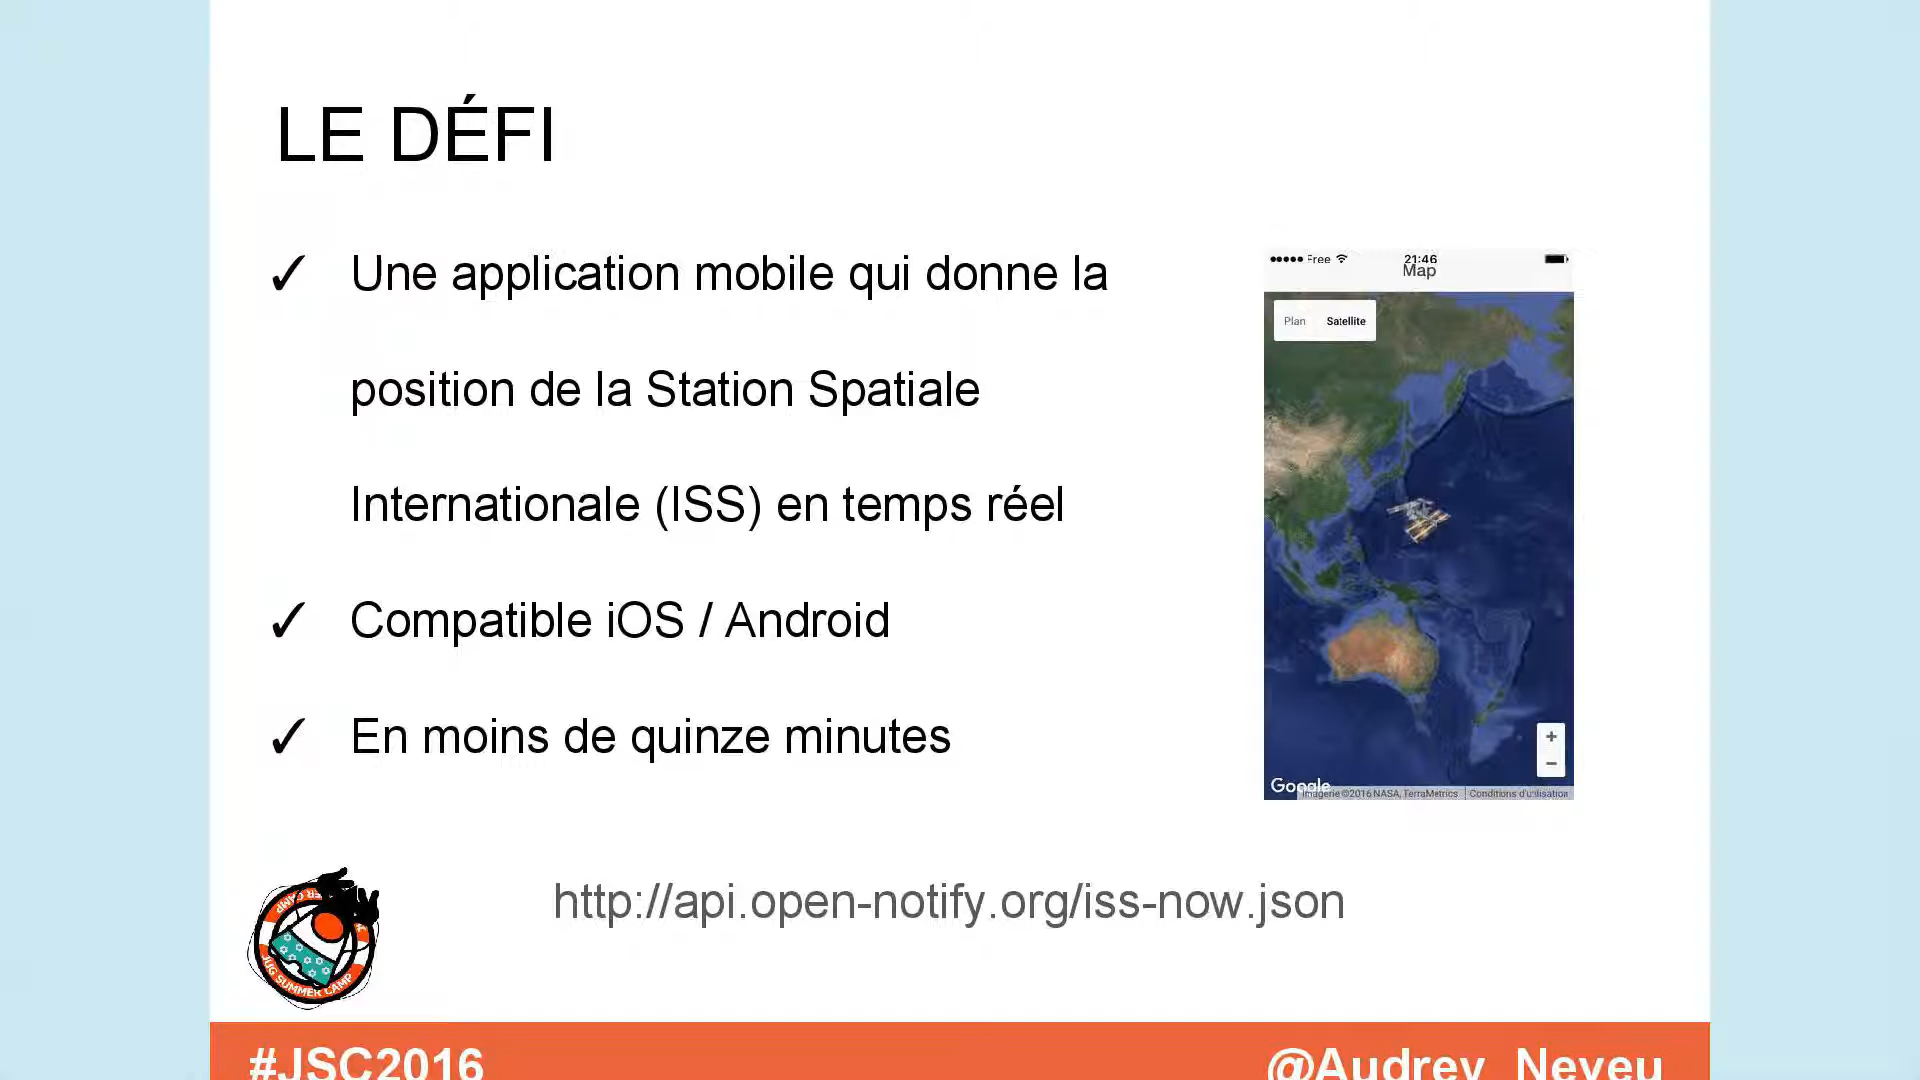 LE DÉFI
✓ Une application mobile qui donne la
position de la Station Spatiale
Internationale (ISS) en temps réel
✓ Compatible iOS / Android
✓ En moins de quinze minutes
Free 21:46
Map
Plan Satellite
+
−
Google
Imagerie ©2016 NASA, TerraMetrics Conditions d'utilisation
http://api.open-notify.org/iss-now.json
JUG SUMMER CAMP
#JSC2016 @Audrey_Neveu